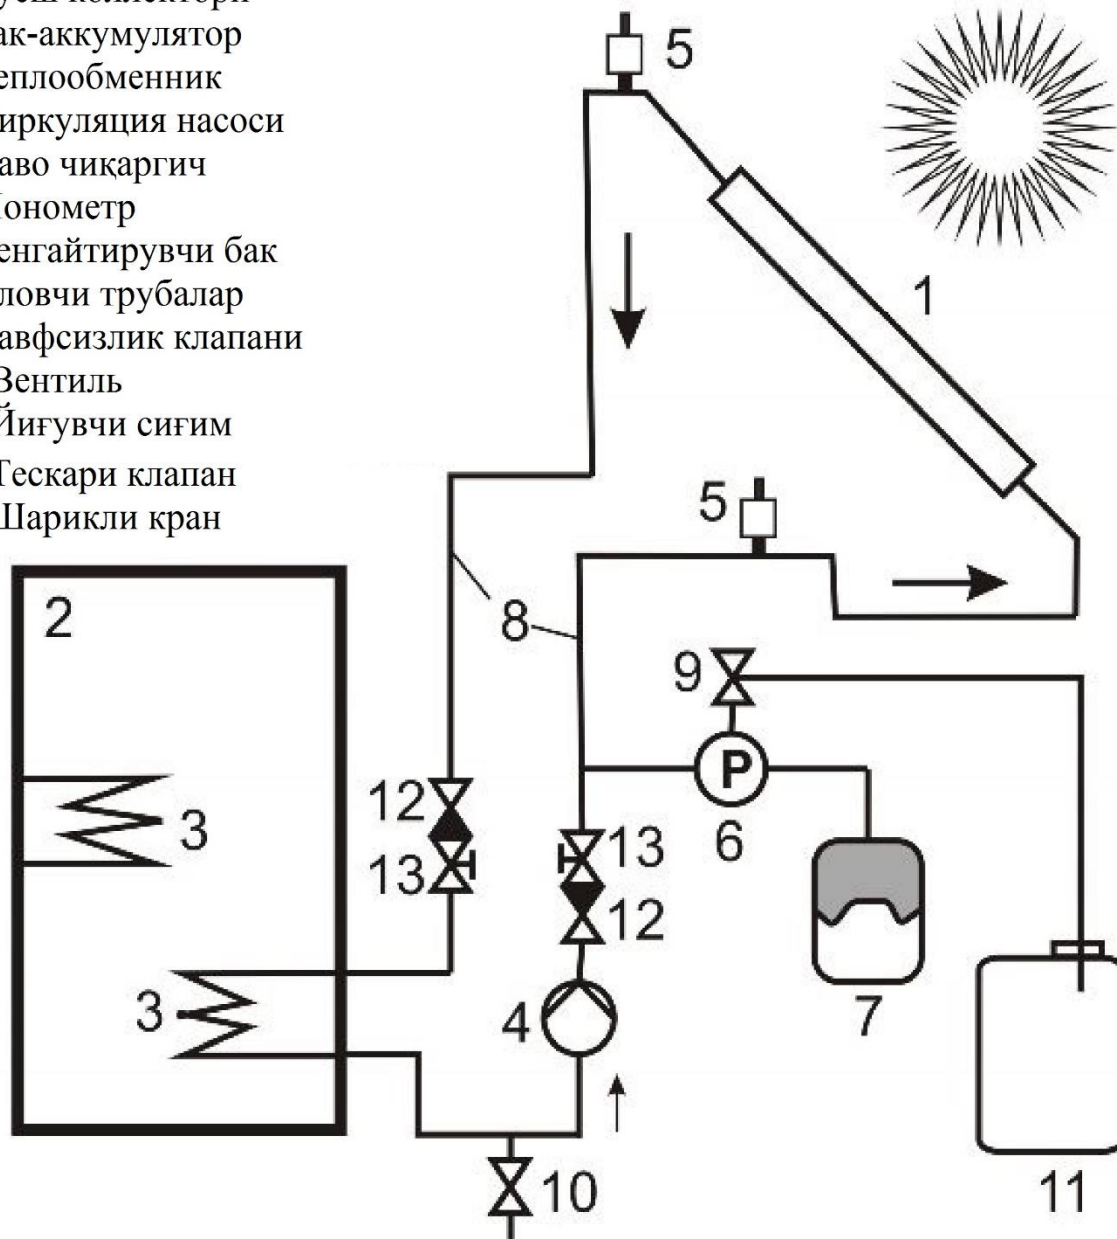 уёш коллектори
ак-аккумулятор
еплообменник
иркуляция насоси
аво чиқаргич
онометр
енгайтирувчи бак
ловчи трубалар
авфсизлик клапани
Вентиль
Йиғувчи сиғим
Тескари клапан
Шарикли кран
5
1
5
2
8
9
P
12
3
13
6
13
12
3
4
7
10
11